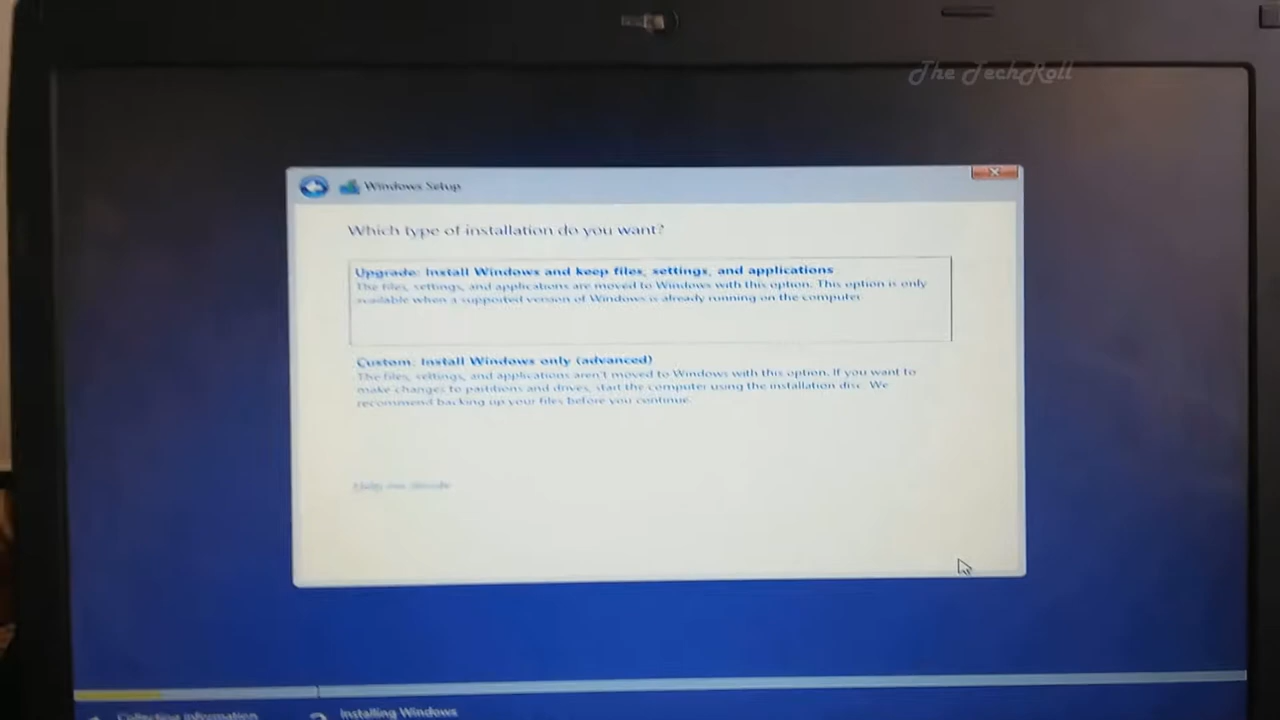 The TechRoll
Windows Setup
Which type of installation do you want?
Upgrade: Install Windows and keep files, settings, and applications
The files, settings, and applications are moved to Windows with this option. This option is only
available when a supported version of Windows is already running on the computer.
Custom: Install Windows only (advanced)
The files, settings, and applications aren't moved to Windows with this option. If you want to
make changes to partitions and drives, start the computer using the installation disc. We
recommend backing up your files before you continue.
Help me decide
Collecting information
Installing Windows